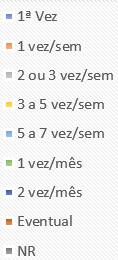 1ª Vez
1 vez/sem
2 ou 3 vez/sem
3 a 5 vez/sem
5 a 7 vez/sem
1 vez/mês
2 vez/mês
Eventual
NR